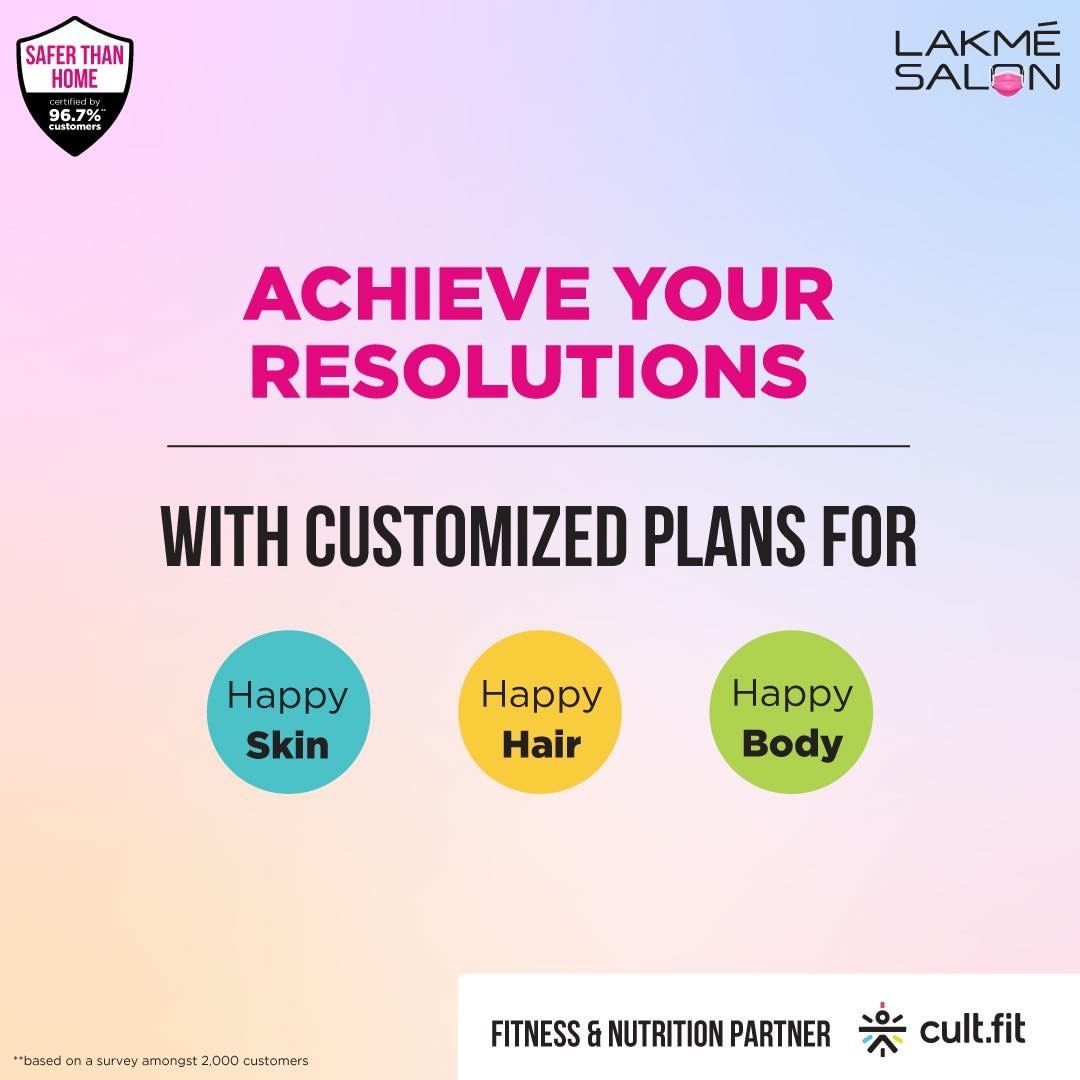 SAFER THAN
HOME
certified by
96.7%**
customers
LAKMÉ
SALON
ACHIEVE YOUR
RESOLUTIONS
WITH CUSTOMIZED PLANS FOR
Happy
Skin
Happy
Hair
Happy
Body
FITNESS & NUTRITION PARTNER cult.fit
**based on a survey amongst 2,000 customers